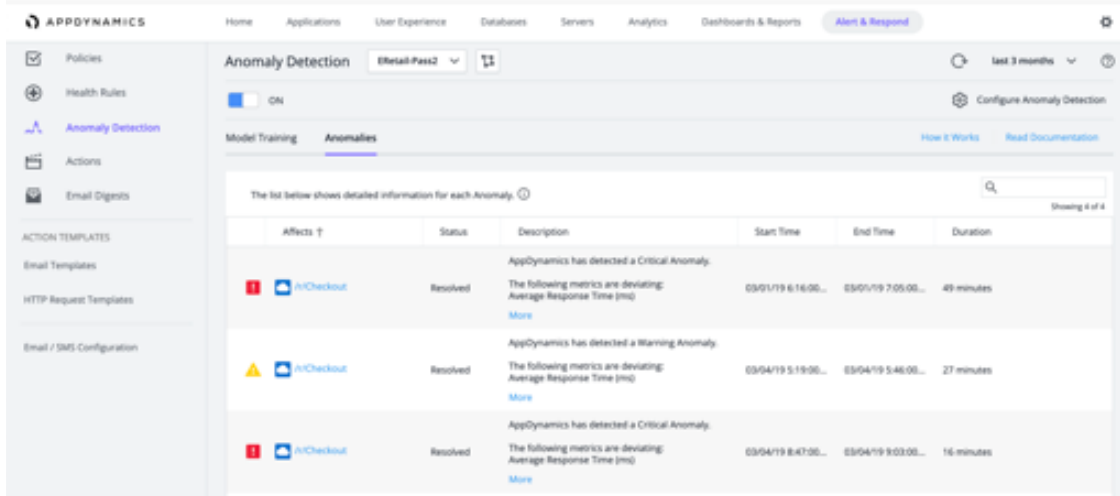 APPDYNAMICS
Home Applications User Experience Databases Servers Analytics Dashboards & Reports Alert & Respond
Policies
Health Rules
Anomaly Detection
Actions
Email Digests
ACTION TEMPLATES
Email Templates
HTTP Request Templates
Email / SMS Configuration
Anomaly Detection ERetail-Pass2 last 3 months
ON Configure Anomaly Detection
Model Training Anomalies How it Works Read Documentation
The list below shows detailed information for each Anomaly.
Showing 4 of 4
Affects ↑ Status Description Start Time End Time Duration
AppDynamics has detected a Critical Anomaly.
/r/Checkout Resolved The following metrics are deviating: 03/01/19 6:16:00... 03/01/19 7:05:00... 49 minutes
Average Response Time (ms)
More
AppDynamics has detected a Warning Anomaly.
/r/Checkout Resolved The following metrics are deviating: 03/04/19 5:19:00... 03/04/19 5:46:00... 27 minutes
Average Response Time (ms)
More
AppDynamics has detected a Critical Anomaly.
/r/Checkout Resolved The following metrics are deviating: 03/04/19 8:47:00... 03/04/19 9:03:00... 16 minutes
Average Response Time (ms)
More